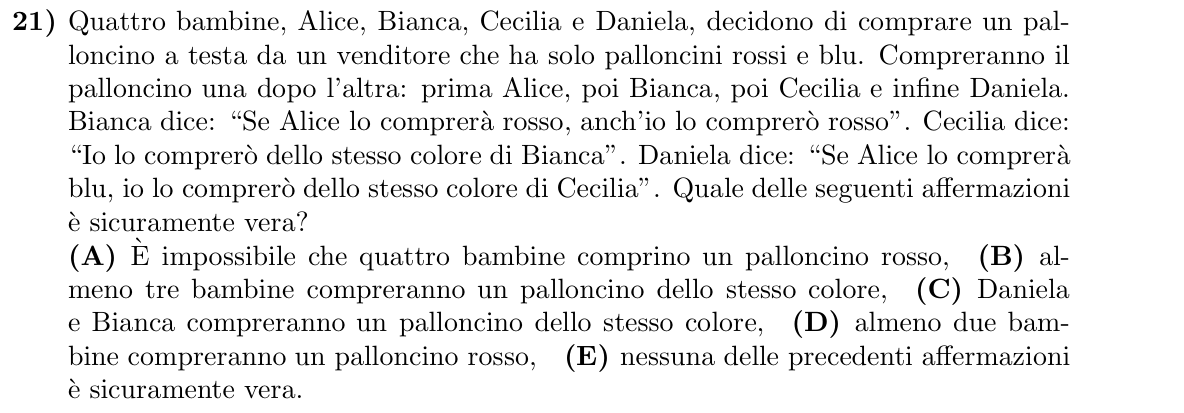 21) Quattro bambine, Alice, Bianca, Cecilia e Daniela, decidono di comprare un pal-
loncino a testa da un venditore che ha solo palloncini rossi e blu. Compreranno il
palloncino una dopo l'altra: prima Alice, poi Bianca, poi Cecilia e infine Daniela.
Bianca dice: “Se Alice lo comprerà rosso, anch'io lo comprerò rosso”. Cecilia dice:
“Io lo comprerò dello stesso colore di Bianca”. Daniela dice: “Se Alice lo comprerà
blu, io lo comprerò dello stesso colore di Cecilia”. Quale delle seguenti affermazioni
è sicuramente vera?
(A) È impossibile che quattro bambine comprino un palloncino rosso, (B) al-
meno tre bambine compreranno un palloncino dello stesso colore, (C) Daniela
e Bianca compreranno un palloncino dello stesso colore, (D) almeno due bam-
bine compreranno un palloncino rosso, (E) nessuna delle precedenti affermazioni
è sicuramente vera.